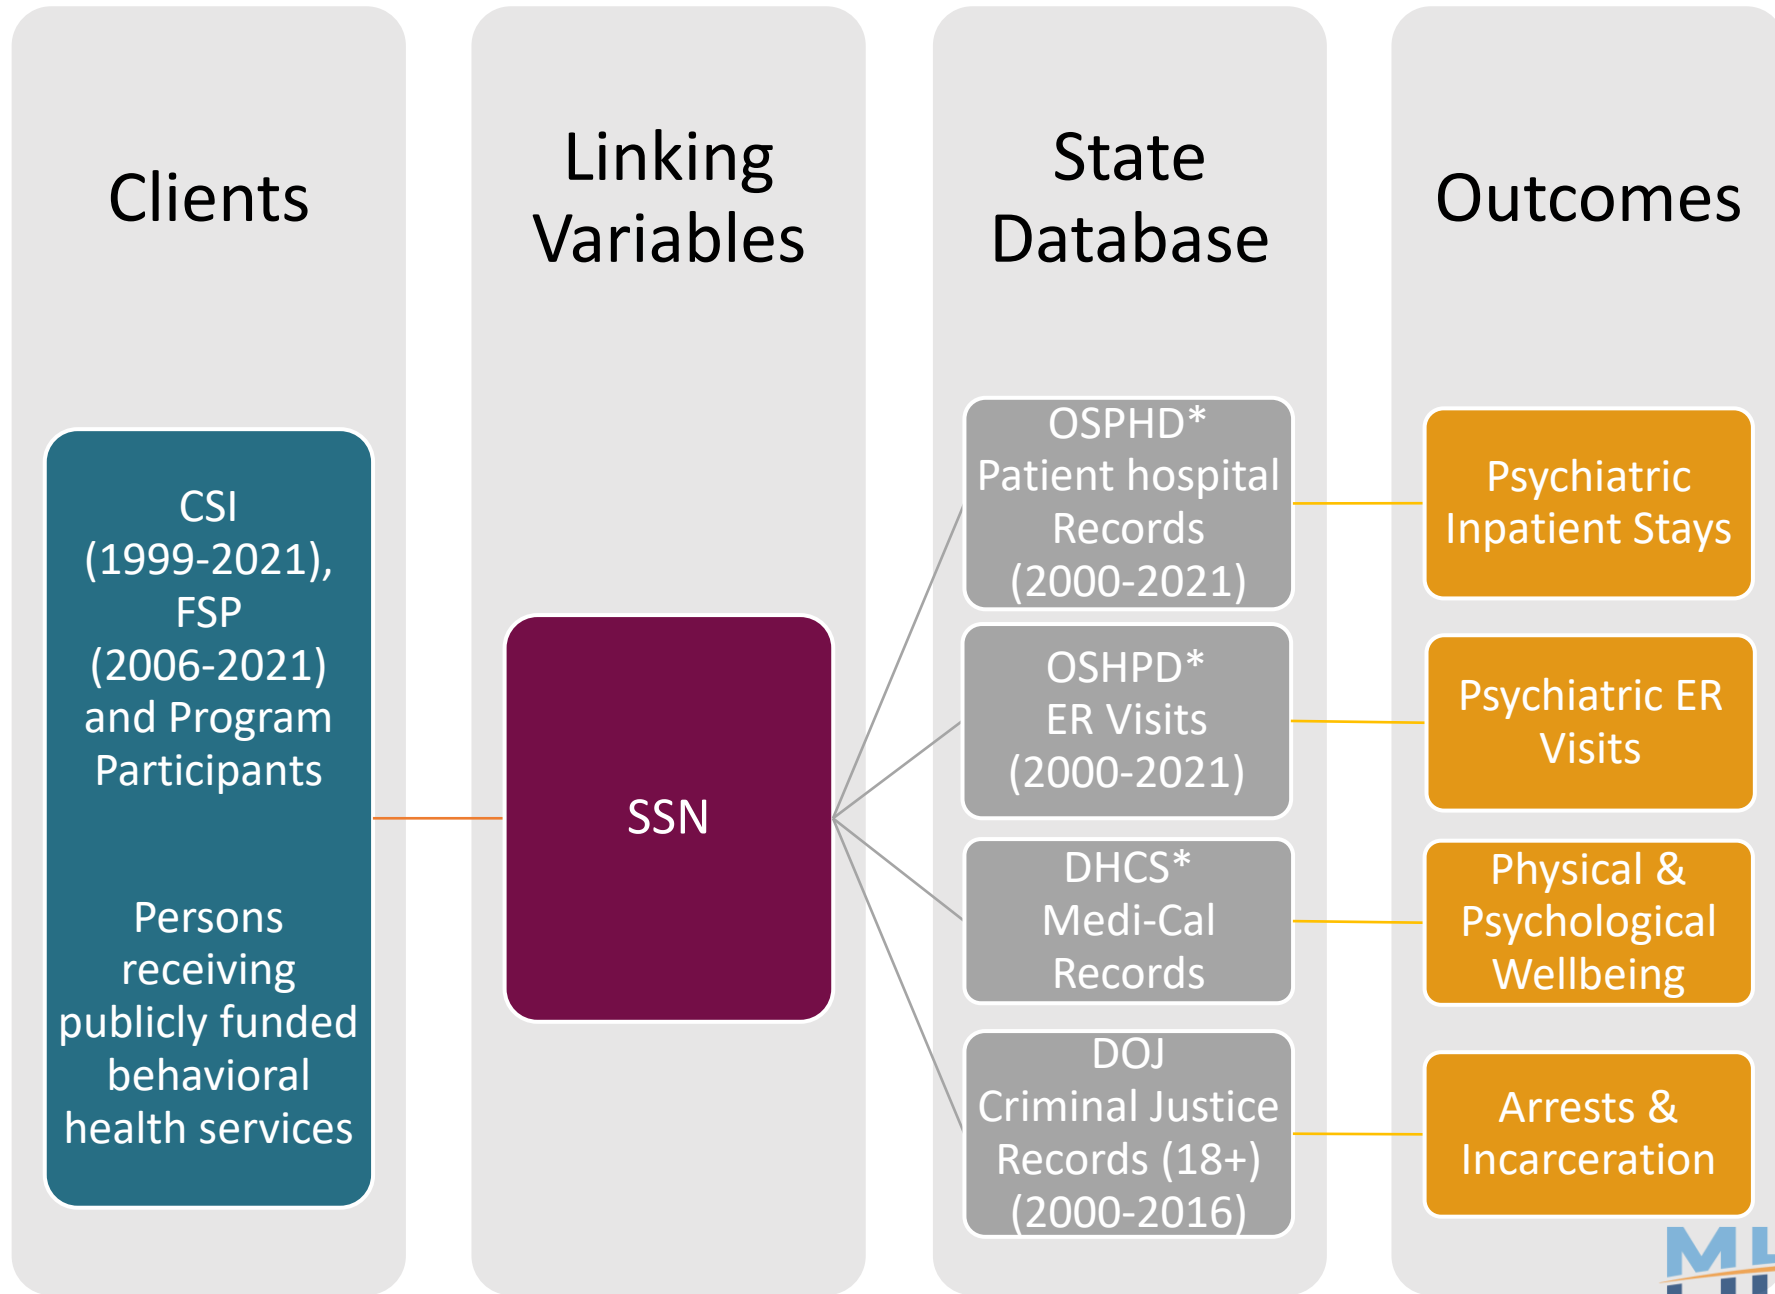 Clients
CSI
(1999-2021),
FSP
(2006-2021)
and Program
Participants
Persons
receiving
publicly funded
behavioral
health services
Linking
Variables
SSN
State
Database
OSPHD*
Patient hospital
Records
(2000-2021)
OSHPD*
ER Visits
(2000-2021)
DHCS*
Medi-Cal
Records
DOJ
Criminal Justice
Records (18+)
(2000-2016)
Outcomes
Psychiatric
Inpatient Stays
Psychiatric ER
Visits
Physical &
Psychological
Wellbeing
Arrests &
Incarceration